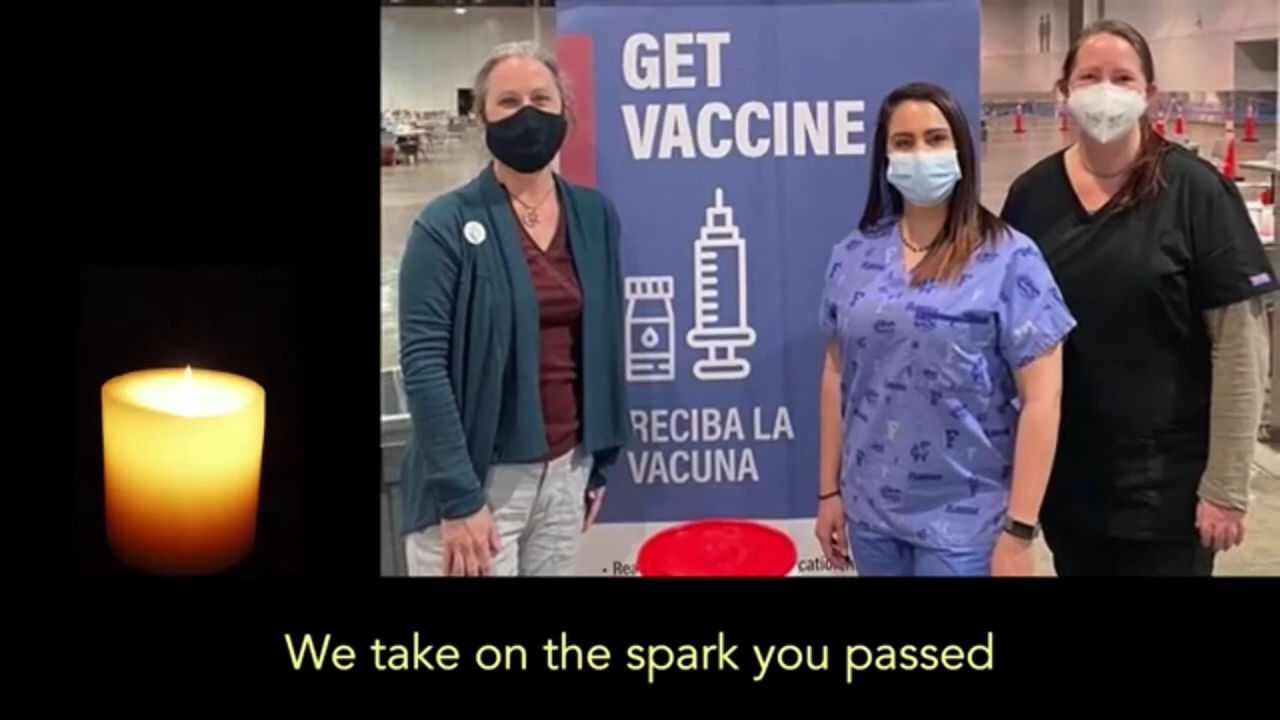 GET
VACCINE
RECIBA LA
VACUNA
We take on the spark you passed